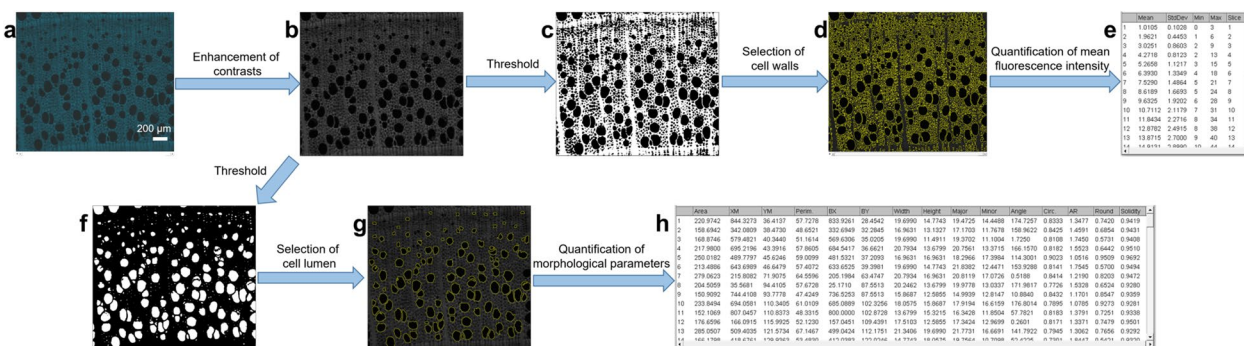 a
200 µm
Enhancement of
contrasts
b
Threshold
c
Selection of
cell walls
d
Quantification of mean
fluorescence intensity
e
Mean StdDev Min Max Slice
1 1.0105 0.1028 0 3 1
2 1.9621 0.4453 1 6 2
3 3.0251 0.8603 2 9 3
4 4.2718 0.8123 2 13 4
5 5.2658 1.1217 3 15 5
6 6.3930 1.3349 4 18 6
7 7.5290 1.4864 5 21 7
8 8.6189 1.6693 5 24 8
9 9.6325 1.9202 6 28 9
10 10.7112 2.1179 7 31 10
11 11.8434 2.2716 8 34 11
12 12.8782 2.4915 8 38 12
13 13.8715 2.7000 9 40 13
Threshold
f
Selection of
cell lumen
g
Quantification of
morphological parameters
h
Area XM YM Perim. BX BY Width Height Major Minor Angle Circ. AR Round Solidity
1 220.9742 844.3273 36.4137 57.7278 833.9261 28.4542 19.6990 14.7743 19.4725 14.4488 174.7257 0.8333 1.3477 0.7420 0.9419
2 158.6942 342.0809 38.4730 48.6521 332.6949 32.2845 16.9631 13.1327 17.1703 11.7678 158.9622 0.8425 1.4591 0.6854 0.9431
3 168.8746 579.4821 40.3440 51.1614 569.6306 35.0205 19.6990 11.4911 19.3702 11.1004 1.7250 0.8108 1.7450 0.5731 0.9408
4 217.9800 695.2196 43.3916 57.8605 684.5417 36.6621 20.7934 13.6799 20.7561 13.3715 166.1570 0.8182 1.5523 0.6442 0.9510
5 250.0182 489.7797 45.6246 59.0099 481.5321 37.2093 16.9631 16.9631 18.2966 17.3984 114.3001 0.9023 1.0516 0.9509 0.9692
6 213.4886 643.6989 46.6479 57.4072 633.6525 39.3981 19.6990 14.7743 21.8382 12.4471 153.9288 0.8141 1.7545 0.5700 0.9494
7 279.0623 215.8082 71.9075 64.5596 205.1984 63.4747 20.7934 16.9631 20.8119 17.0726 0.5188 0.8414 1.2190 0.8203 0.9472
8 204.5059 35.5681 94.4105 57.6728 25.1710 87.5513 20.2462 13.6799 19.9778 13.0337 171.9817 0.7726 1.5328 0.6524 0.9280
9 150.9092 744.4108 93.7778 47.4249 736.5253 87.5513 15.8687 12.5855 14.9939 12.8147 10.8840 0.8432 1.1701 0.8547 0.9359
10 233.8494 694.0581 110.3405 61.0109 685.0889 102.3256 18.0575 15.8687 17.9194 16.6159 176.8014 0.7895 1.0785 0.9273 0.9281
11 152.1069 807.0457 110.8373 48.3315 800.0000 102.8728 13.6799 15.3215 16.3428 11.8504 57.7821 0.8183 1.3791 0.7251 0.9338
12 176.6596 166.0915 115.9925 52.1230 157.0451 109.4391 17.5103 12.5855 17.3424 12.9699 0.2601 0.8171 1.3371 0.7479 0.9501
13 285.0507 509.4035 121.5734 67.1467 499.0424 112.1751 21.3406 19.6990 21.7731 16.6691 141.7922 0.7945 1.3062 0.7656 0.9292